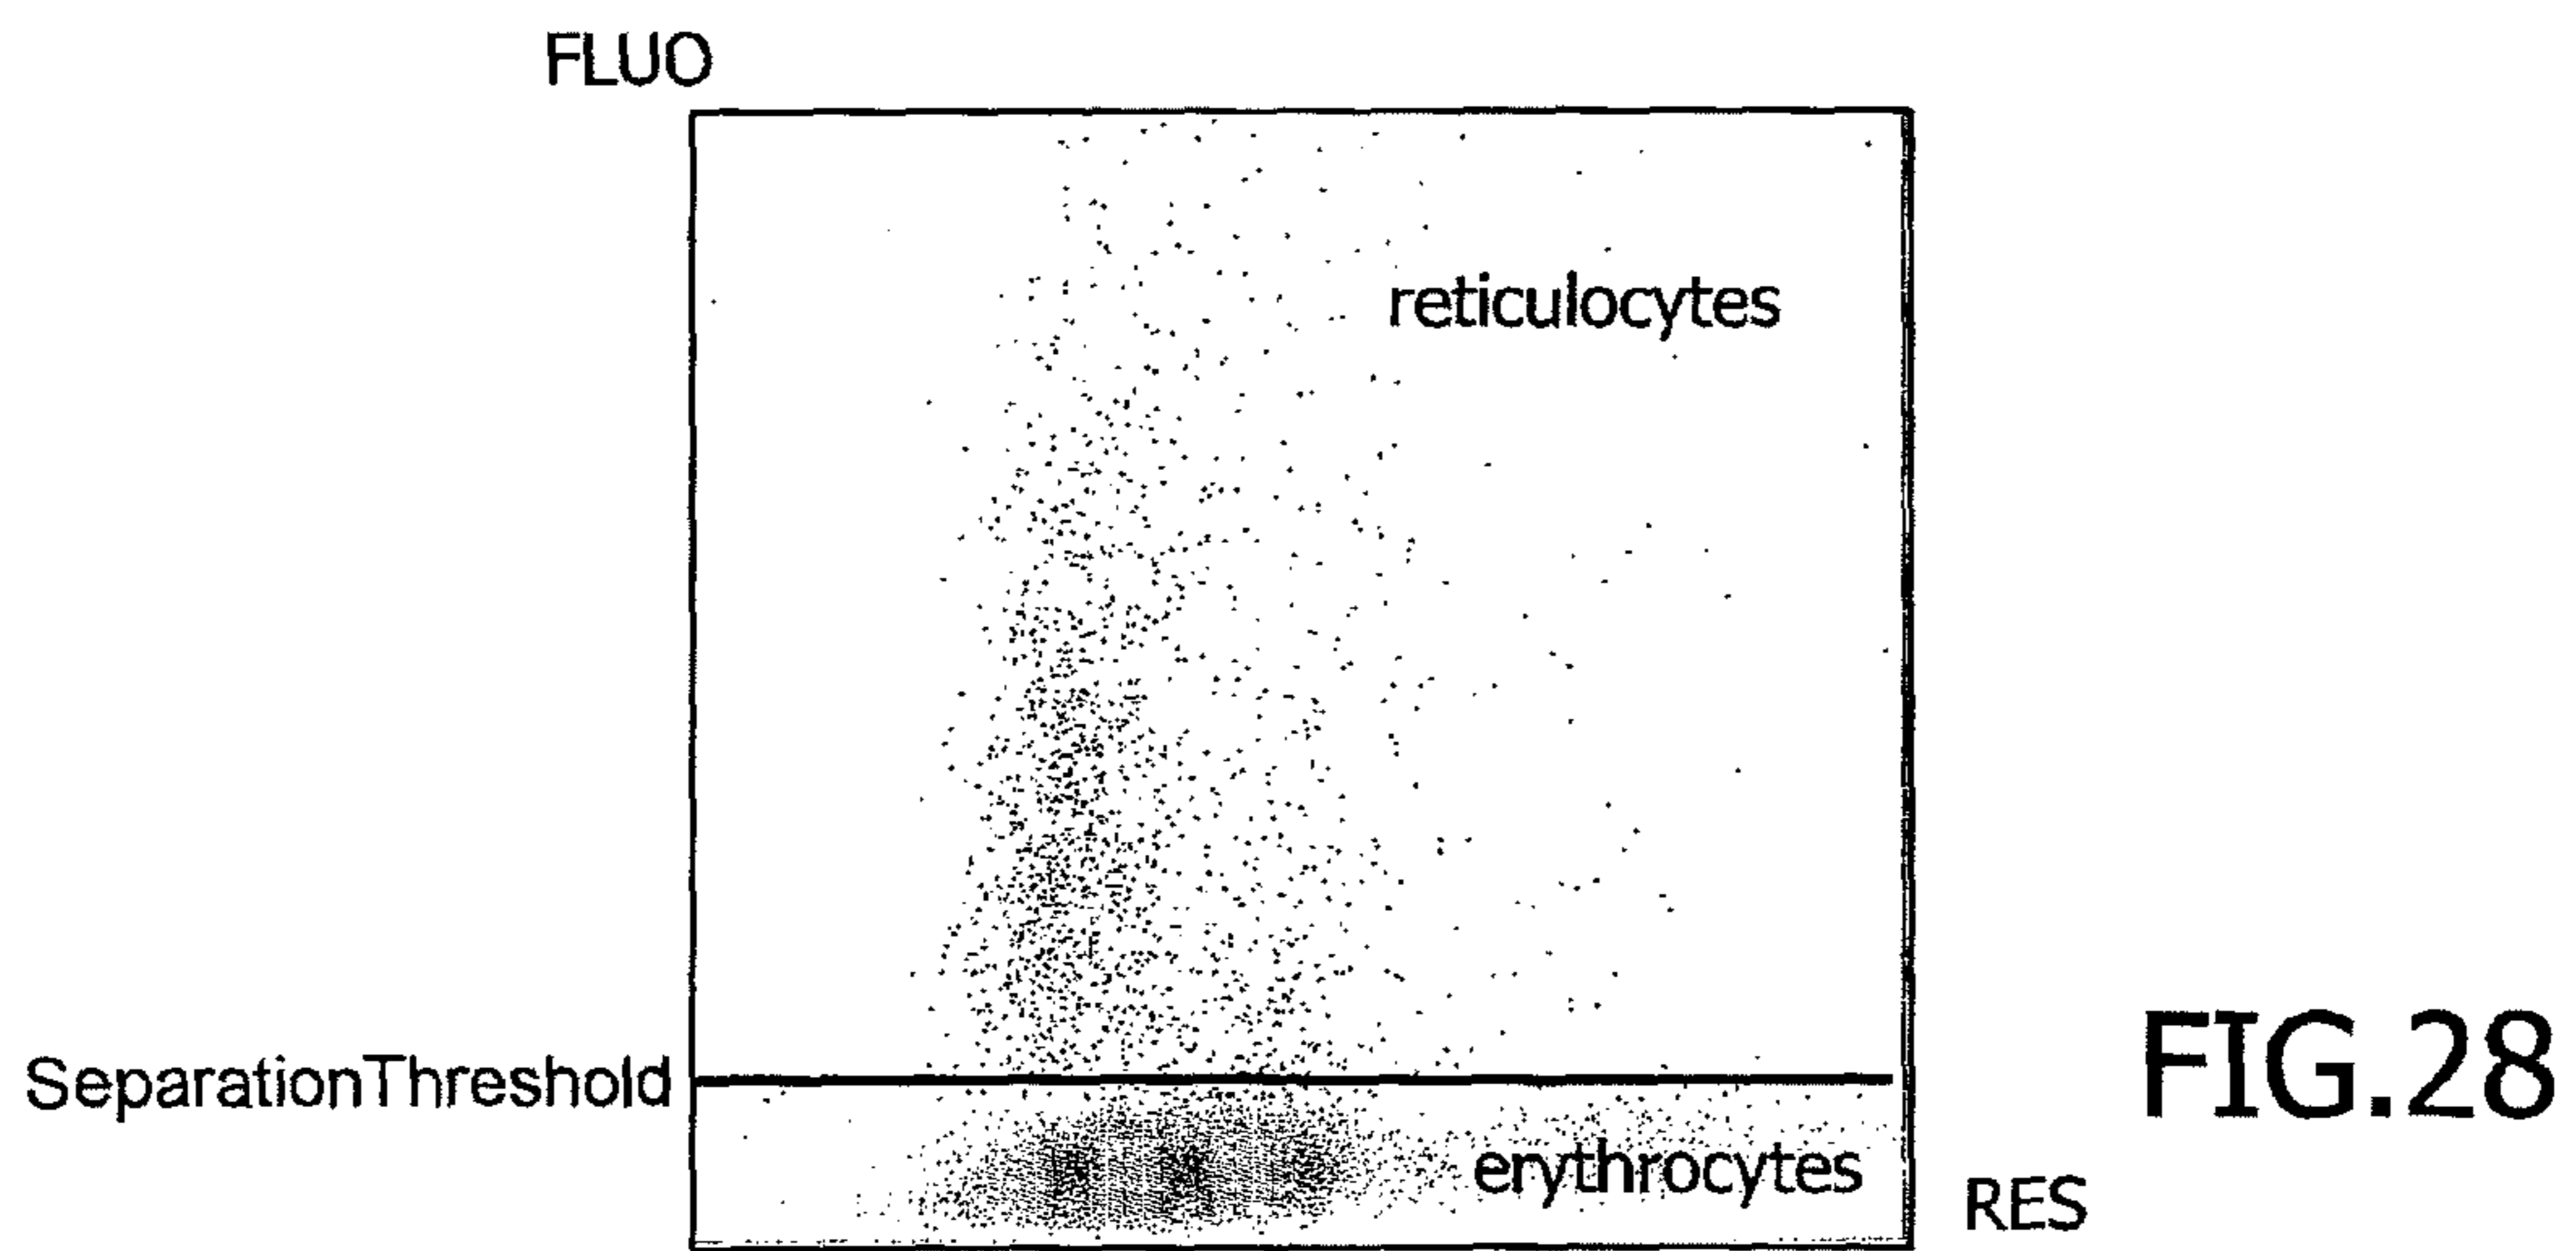 FLUO
reticulocytes
SeparationThreshold
erythrocytes
RES
FIG.28